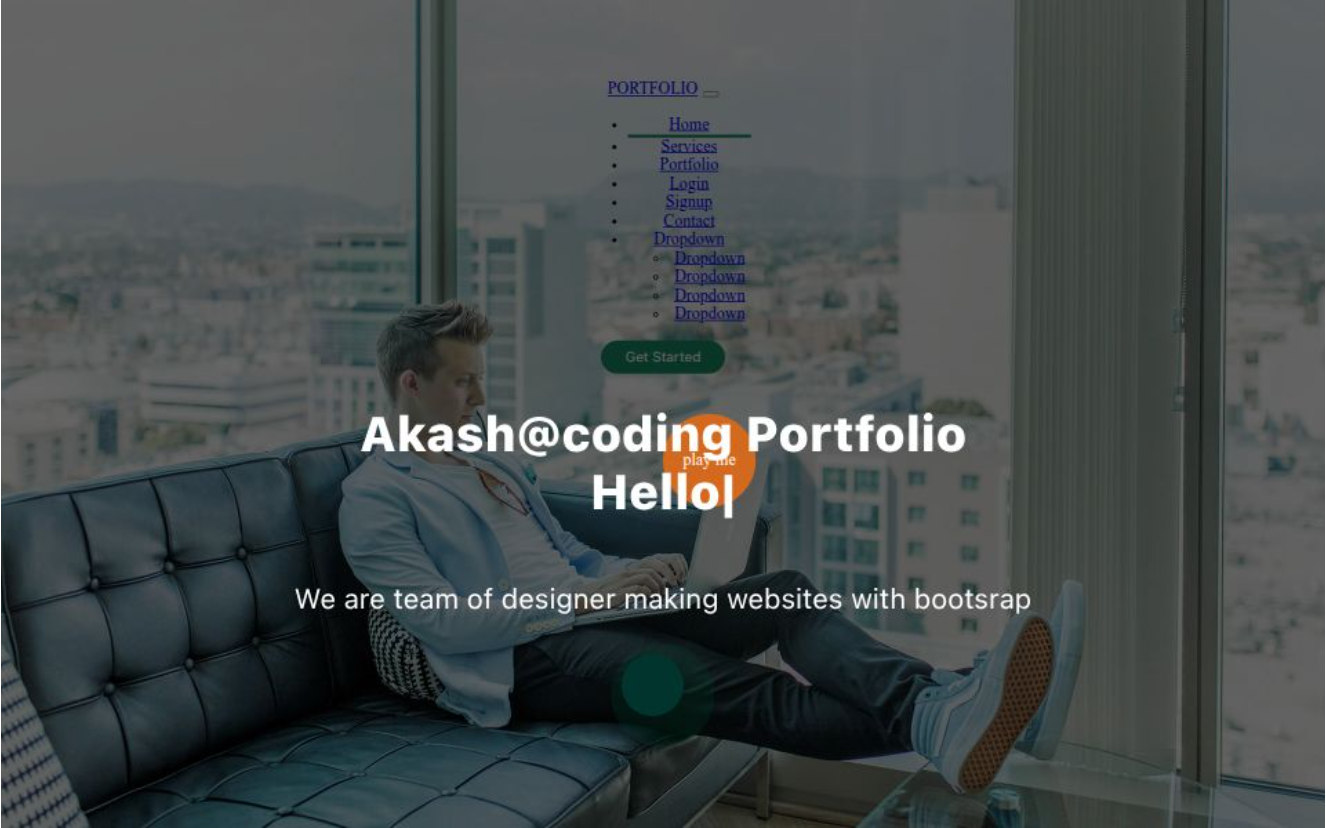 PORTFOLIO
Home
Services
Portfolio
Login
Signup
Contact
Dropdown
Dropdown
Dropdown
Dropdown
Dropdown
Get Started
Akash@coding Portfolio
play me
Hello|
We are team of designer making websites with bootsrap